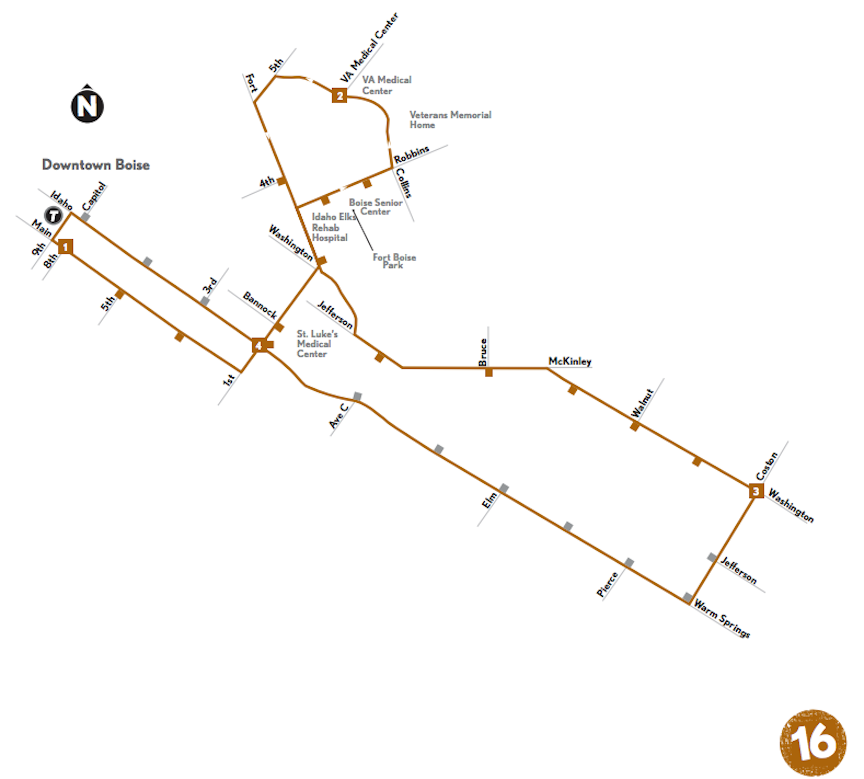 VA Medical Center
5th
Fort
2
VA Medical
Center
N
Veterans Memorial
Home
Downtown Boise
Robbins
Collins
4th
Idaho
Capitol
T
Boise Senior
Center
Idaho Elks
Rehab
Hospital
Main
9th
8th
1
Washington
Fort Boise
Park
3rd
5th
Bannock
Jefferson
4
St. Luke's
Medical
Center
1st
Bruce
McKinley
Ave C
Walnut
Coston
3
Washington
Elm
Jefferson
Pierce
Warm Springs
16